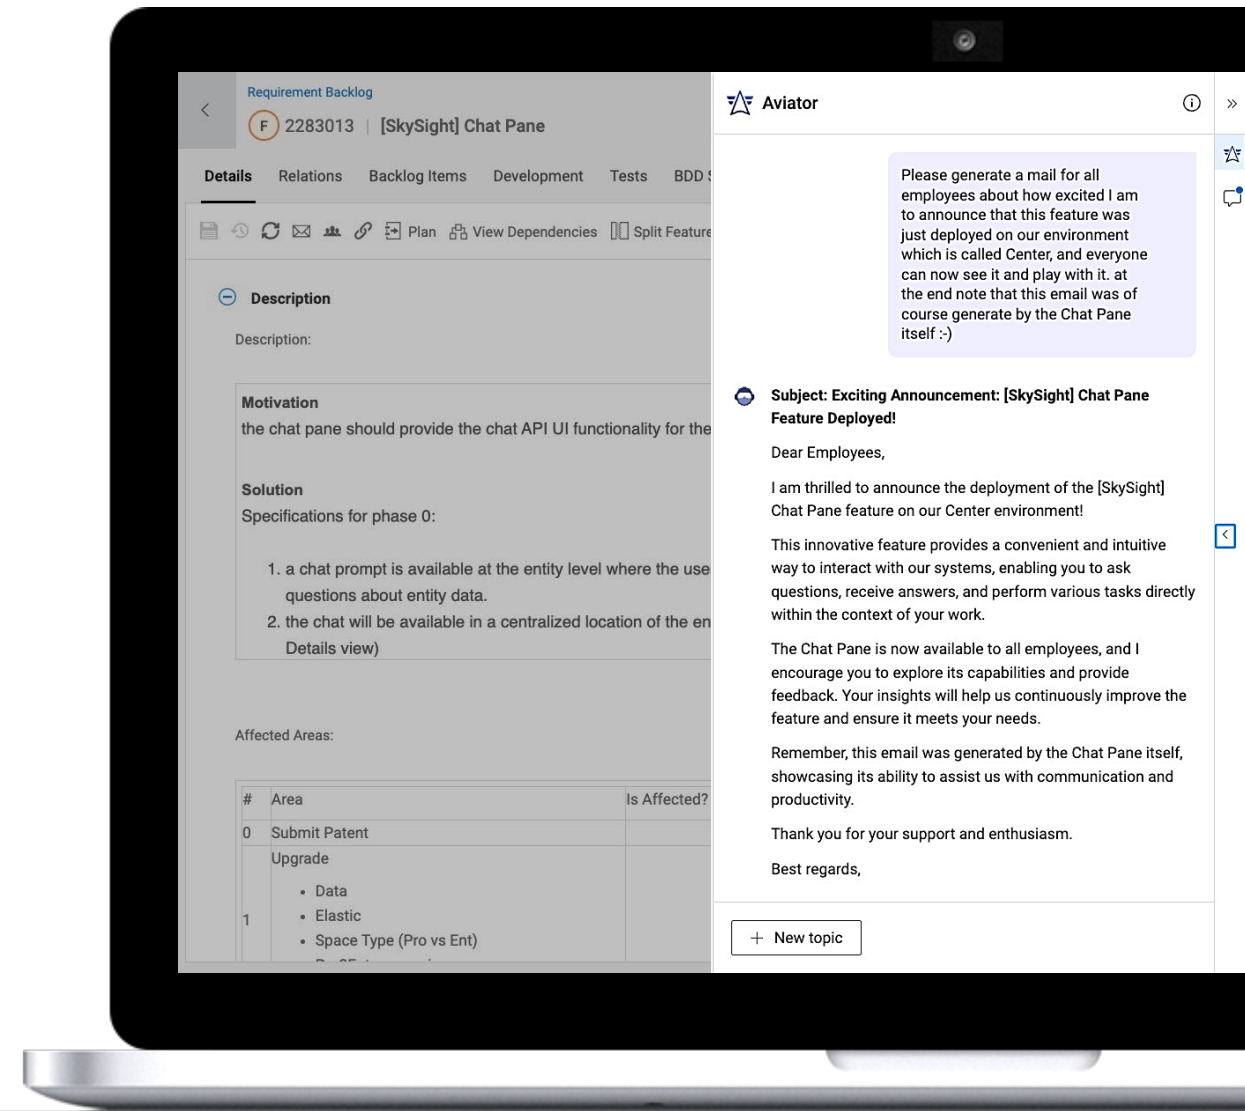 Requirement Backlog
F 2283013 | [SkySight] Chat Pane
Details Relations Backlog Items Development Tests BDD
Plan View Dependencies Split Feature
Description
Description:
Motivation
the chat pane should provide the chat API UI functionality for the
Solution
Specifications for phase 0:
1. a chat prompt is available at the entity level where the use
questions about entity data.
2. the chat will be available in a centralized location of the en
Details view)
Affected Areas:
# Area Is Affected?
0 Submit Patent
Upgrade
• Data
1 • Elastic
• Space Type (Pro vs Ent)
Aviator
Please generate a mail for all
employees about how excited I am
to announce that this feature was
just deployed on our environment
which is called Center, and everyone
can now see it and play with it. at
the end note that this email was of
course generate by the Chat Pane
itself :-)
Subject: Exciting Announcement: [SkySight] Chat Pane
Feature Deployed!
Dear Employees,
I am thrilled to announce the deployment of the [SkySight]
Chat Pane feature on our Center environment!
This innovative feature provides a convenient and intuitive
way to interact with our systems, enabling you to ask
questions, receive answers, and perform various tasks directly
within the context of your work.
The Chat Pane is now available to all employees, and I
encourage you to explore its capabilities and provide
feedback. Your insights will help us continuously improve the
feature and ensure it meets your needs.
Remember, this email was generated by the Chat Pane itself,
showcasing its ability to assist us with communication and
productivity.
Thank you for your support and enthusiasm.
Best regards,
+ New topic